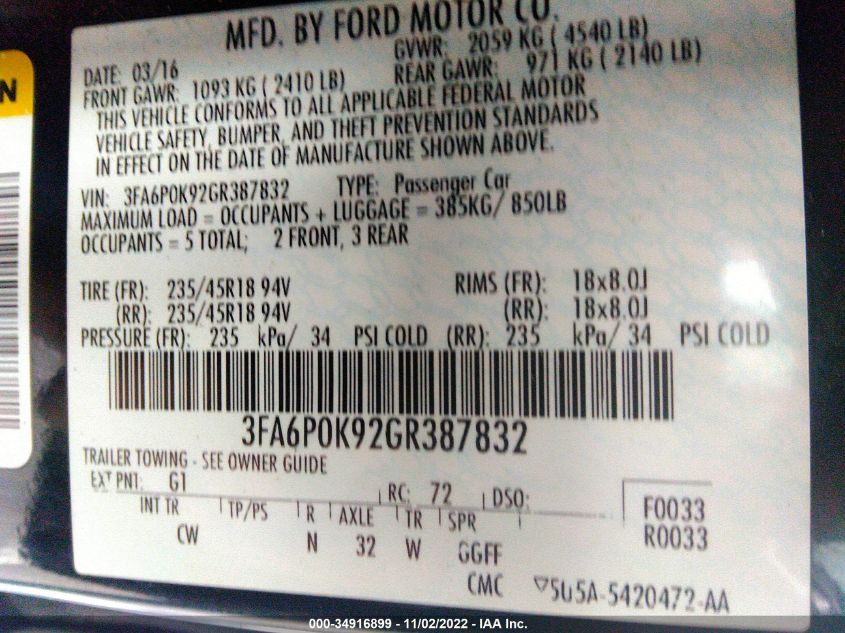 MFD. BY FORD MOTOR CO.
DATE: 03/16 GVWR: 2059 KG ( 4540 LB)
FRONT GAWR: 1093 KG ( 2410 LB) REAR GAWR: 971 KG ( 2140 LB)
THIS VEHICLE CONFORMS TO ALL APPLICABLE FEDERAL MOTOR
VEHICLE SAFETY, BUMPER, AND THEFT PREVENTION STANDARDS
IN EFFECT ON THE DATE OF MANUFACTURE SHOWN ABOVE.
VIN: 3FA6P0K92GR387832 TYPE: Passenger Car
MAXIMUM LOAD = OCCUPANTS + LUGGAGE = 385KG/ 850LB
OCCUPANTS = 5 TOTAL; 2 FRONT, 3 REAR
TIRE (FR): 235/45R18 94V RIMS (FR): 18x8.0J
(RR): 235/45R18 94V (RR): 18x8.0J
PRESSURE (FR): 235 kPa/ 34 PSI COLD (RR): 235 kPa/ 34 PSI COLD
3FA6P0K92GR387832
TRAILER TOWING - SEE OWNER GUIDE
EXT PNT: G1 RC: 72 DSO:
INT TR TP/PS R AXLE TR SPR F0033
CW N 32 W GGFF R0033
CMC ▽5U5A-5420472-AA
N
000-34916899 - 11/02/2022 - IAA Inc.